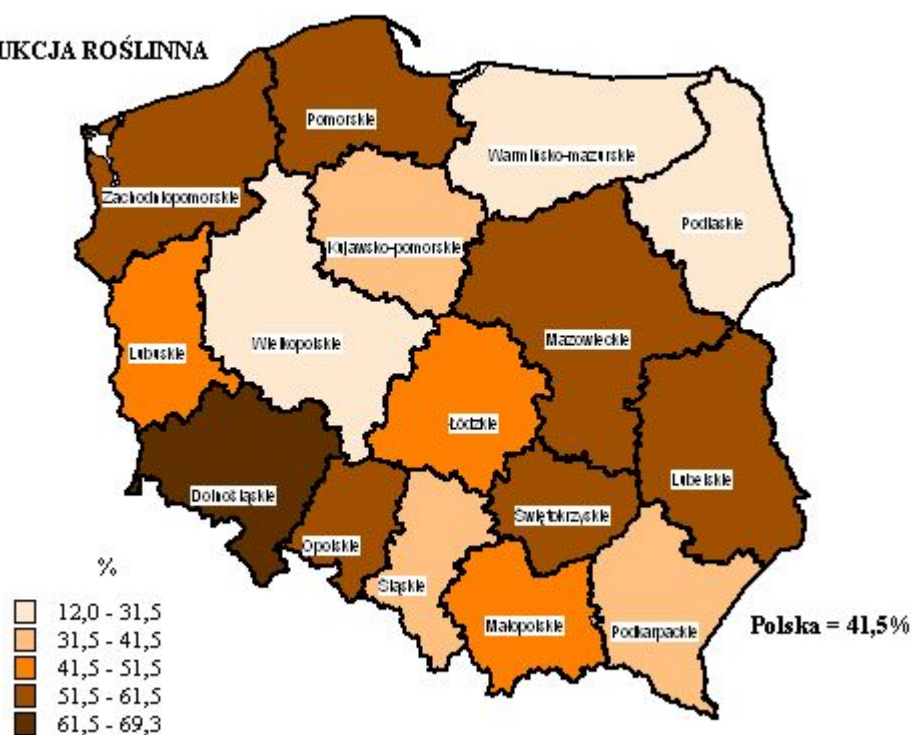 UKCJA ROŚLINNA
Pomorskie
Warmińsko-mazurskie
Zachodniopomorskie
Podlaskie
Kujawsko-pomorskie
Mazowieckie
Wielkopolskie
Lubuskie
Łódzkie
Lubelskie
Dolnośląskie
Świętokrzyskie
Opolskie
Śląskie
Małopolskie
Podkarpackie
Polska = 41,5%
%
12,0 - 31,5
31,5 - 41,5
41,5 - 51,5
51,5 - 61,5
61,5 - 69,3